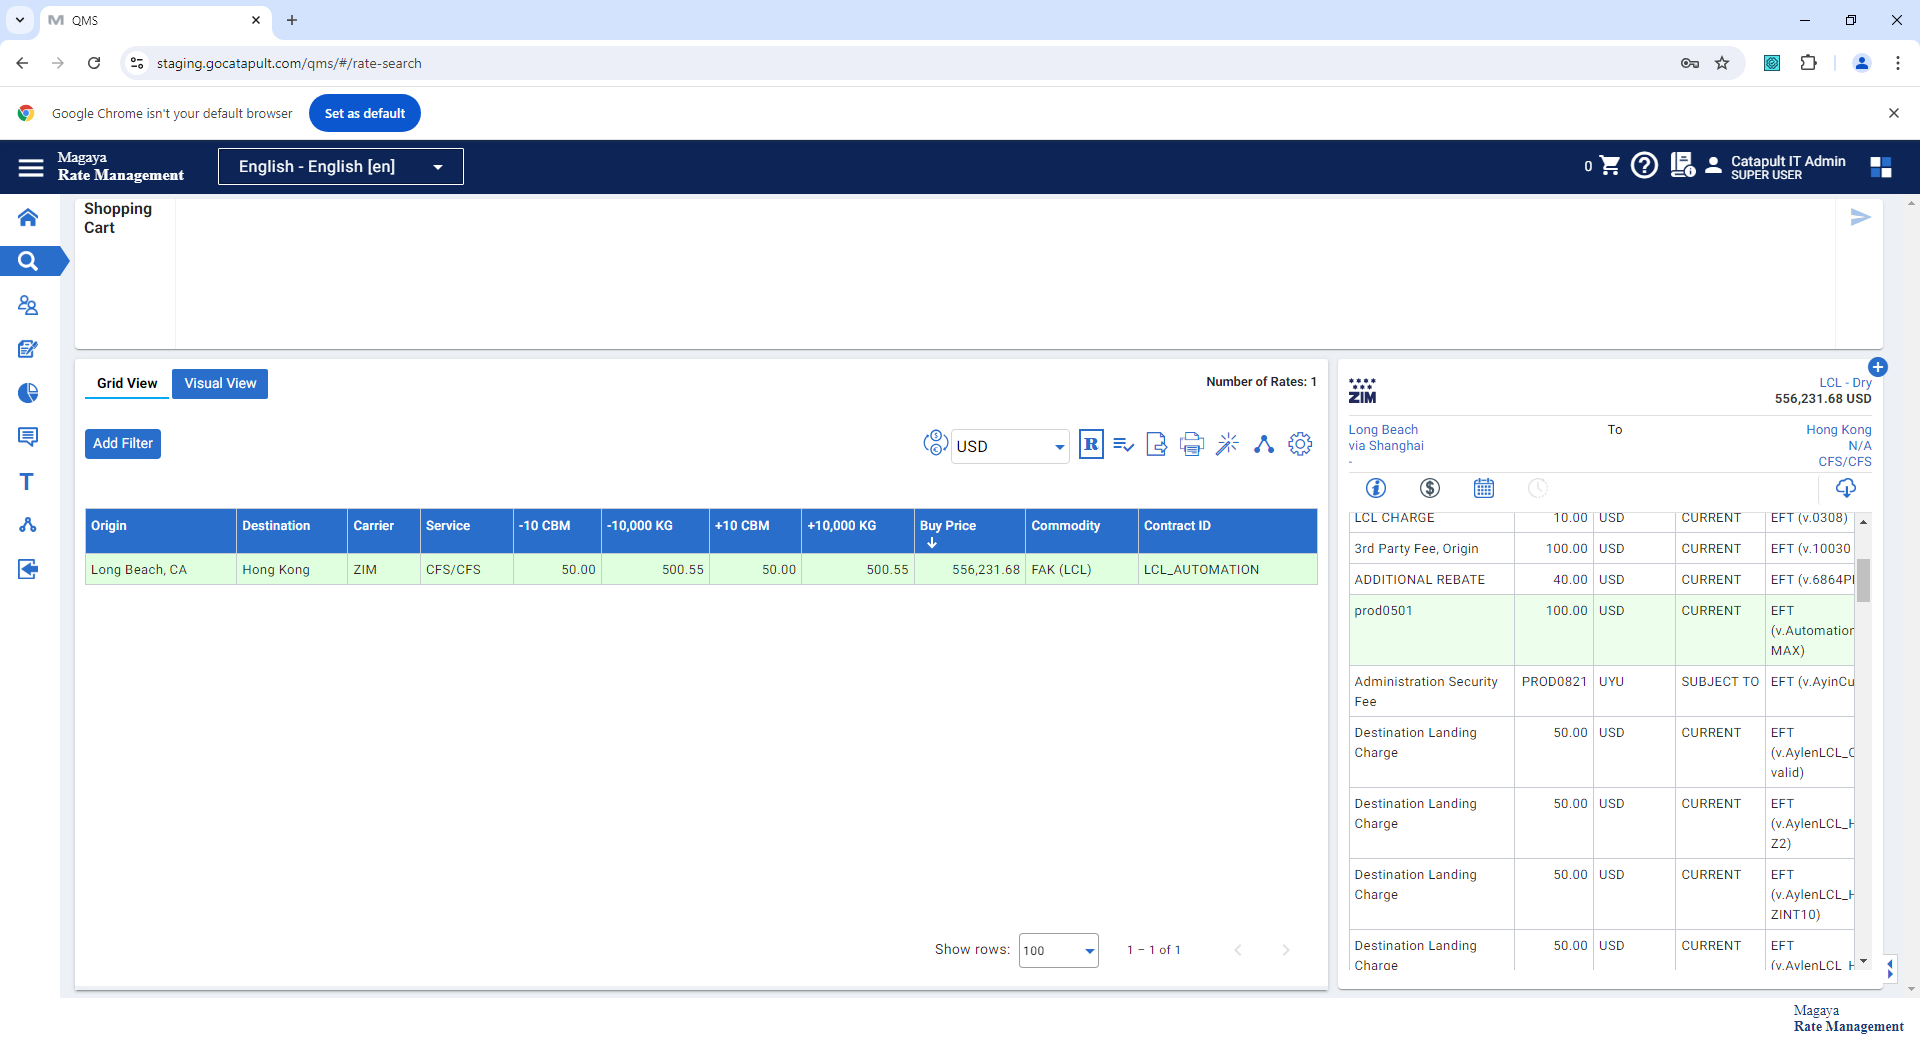 QMS
staging.gocatapult.com/qms/#/rate-search
Google Chrome isn't your default browser
Set as default
Magaya
Rate Management
English - English [en]
0
Catapult IT Admin
SUPER USER
Shopping
Cart
Grid View
Visual View
Number of Rates: 1
Add Filter
USD
R
Origin Destination Carrier Service -10 CBM -10,000 KG +10 CBM +10,000 KG Buy Price Commodity Contract ID
Long Beach, CA Hong Kong ZIM CFS/CFS 50.00 500.55 50.00 500.55 556,231.68 FAK (LCL) LCL_AUTOMATION
Show rows: 100 1 – 1 of 1
ZIM
LCL - Dry
556,231.68 USD
Long Beach To Hong Kong
via Shanghai N/A
- CFS/CFS
LCL CHARGE 10.00 USD CURRENT EFT (v.0308)
3rd Party Fee, Origin 100.00 USD CURRENT EFT (v.10030
ADDITIONAL REBATE 40.00 USD CURRENT EFT (v.6864P
prod0501 100.00 USD CURRENT EFT
(v.Automation
MAX)
Administration Security PROD0821 UYU SUBJECT TO EFT (v.AyinCu
Fee
Destination Landing 50.00 USD CURRENT EFT
Charge (v.AylenLCL_C
valid)
Destination Landing 50.00 USD CURRENT EFT
Charge (v.AylenLCL_H
Z2)
Destination Landing 50.00 USD CURRENT EFT
Charge (v.AylenLCL_H
ZINT10)
Destination Landing 50.00 USD CURRENT EFT
Charge (v.AylenLCL_H
Magaya
Rate Management